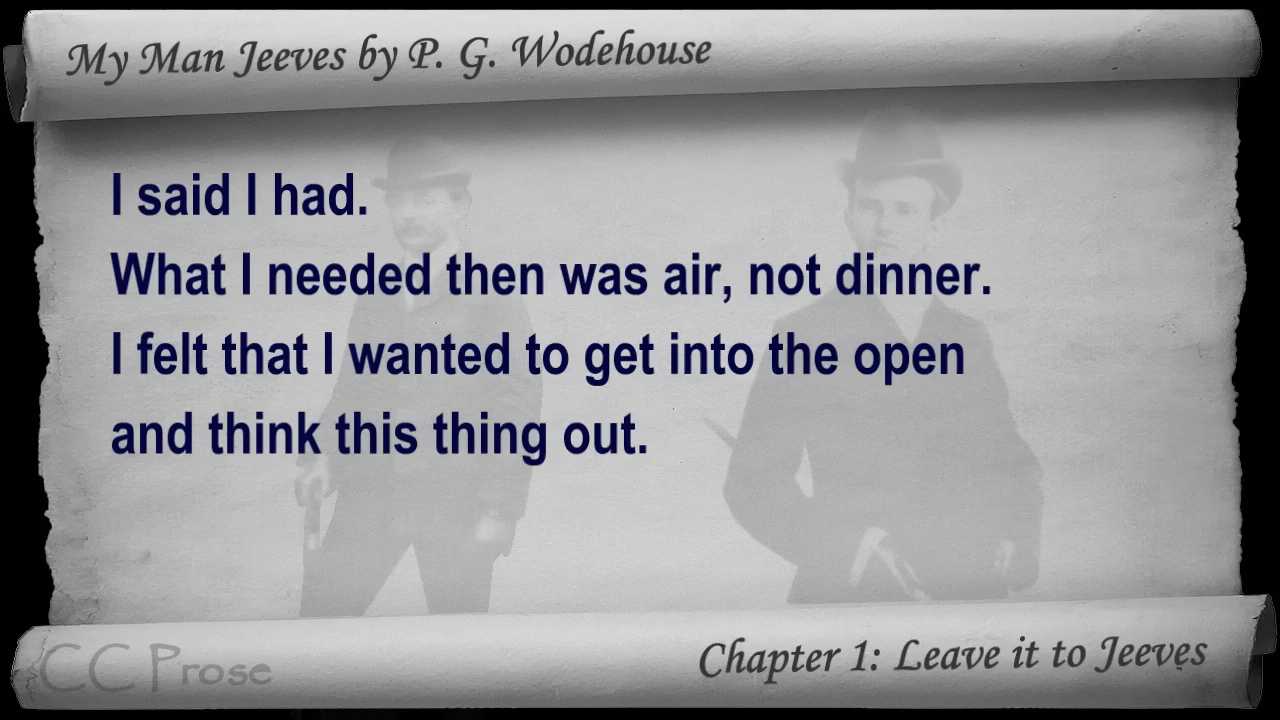 My Man Jeeves by P. G. Wodehouse
I said I had.
What I needed then was air, not dinner.
I felt that I wanted to get into the open
and think this thing out.
CC Prose
Chapter 1: Leave it to Jeeves